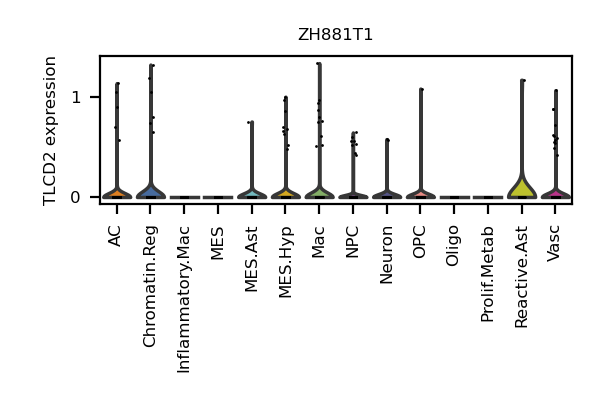 ZH881T1
TLCD2 expression
1
0
AC
Chromatin.Reg
Inflammatory.Mac
MES
MES.Ast
MES.Hyp
Mac
NPC
Neuron
OPC
Oligo
Prolif.Metab
Reactive.Ast
Vasc